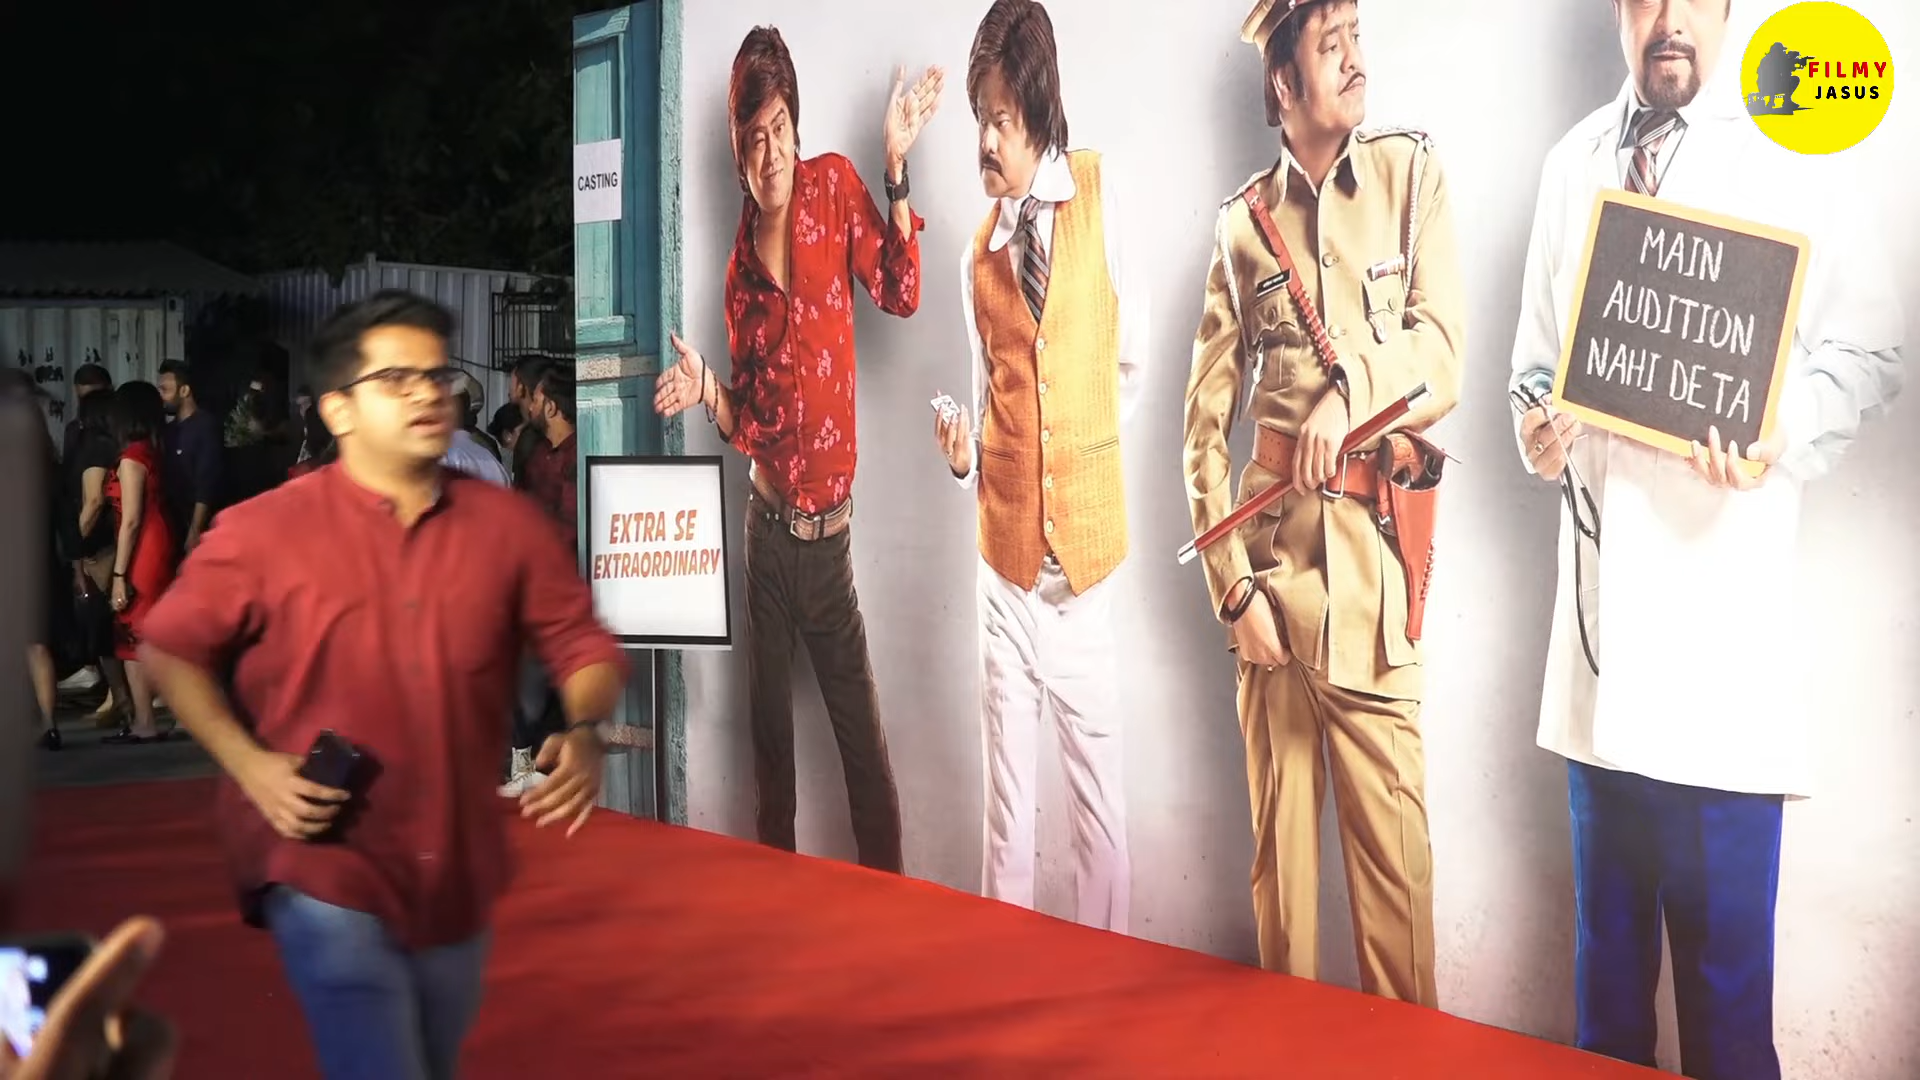 CASTING
EXTRA SE
EXTRAORDINARY
MAIN
AUDITION
NAHI DETA
FILMY
JASUS